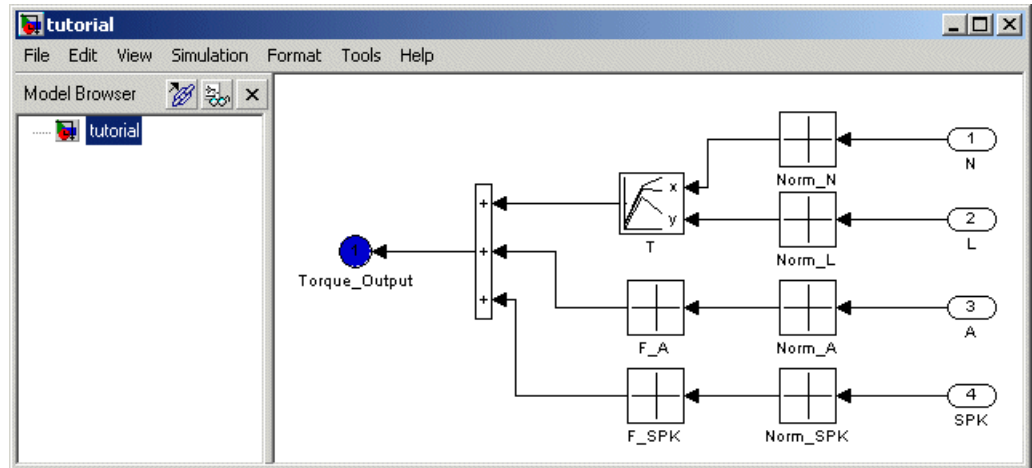 tutorial
File Edit View Simulation Format Tools Help
Model Browser
tutorial
1
N
Norm_N
x
y
T
2
L
Norm_L
+
+
+
1
Torque_Output
3
A
Norm_A
F_A
4
SPK
Norm_SPK
F_SPK